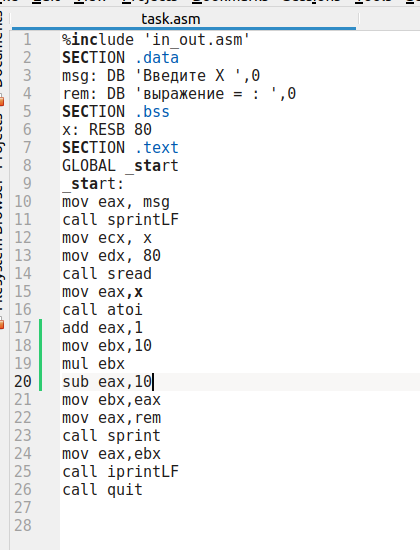 task.asm
1 %include 'in_out.asm'
2 SECTION .data
3 msg: DB 'Введите X ',0
4 rem: DB 'выражение = : ',0
5 SECTION .bss
6 x: RESB 80
7 SECTION .text
8 GLOBAL _start
9 _start:
10 mov eax, msg
11 call sprintLF
12 mov ecx, x
13 mov edx, 80
14 call sread
15 mov eax,x
16 call atoi
17 add eax,1
18 mov ebx,10
19 mul ebx
20 sub eax,10
21 mov ebx,eax
22 mov eax,rem
23 call sprint
24 mov eax,ebx
25 call iprintLF
26 call quit
27
28